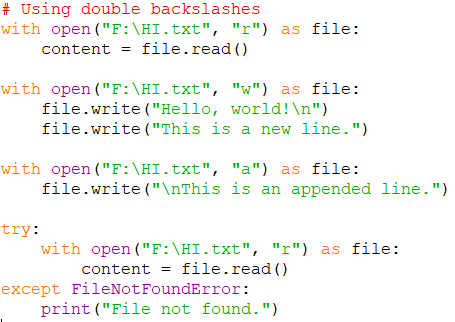 # Using double backslashes
with open("F:\HI.txt", "r") as file:
    content = file.read()

with open("F:\HI.txt", "w") as file:
    file.write("Hello, world!\n")
    file.write("This is a new line.")

with open("F:\HI.txt", "a") as file:
    file.write("\nThis is an appended line.")

try:
    with open("F:\HI.txt", "r") as file:
        content = file.read()
except FileNotFoundError:
    print("File not found.")